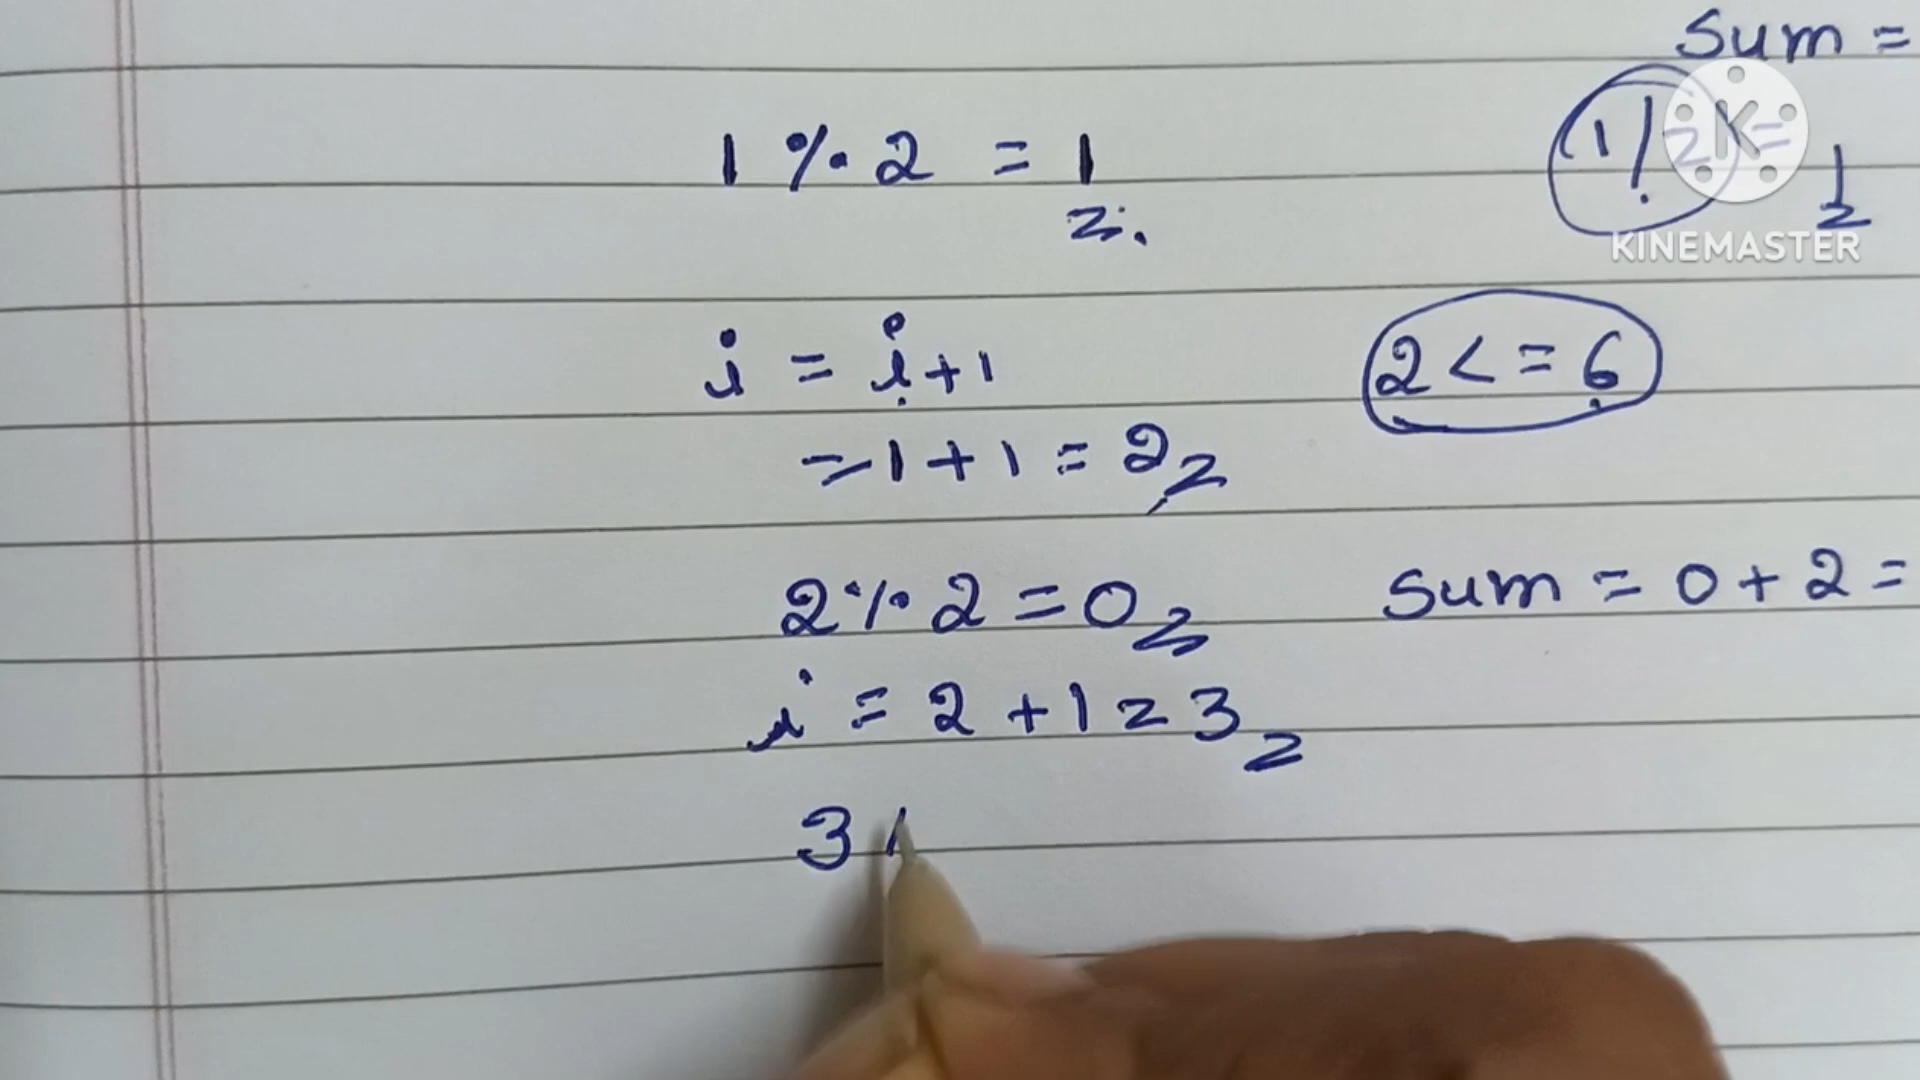 Sum =
1 % 2 = 1
1 / 2 =
1
KINEMASTER
i = i + 1
2 < = 6
= 1 + 1 = 2
2 % 2 = 0
Sum = 0 + 2 =
i = 2 + 1 = 3
3